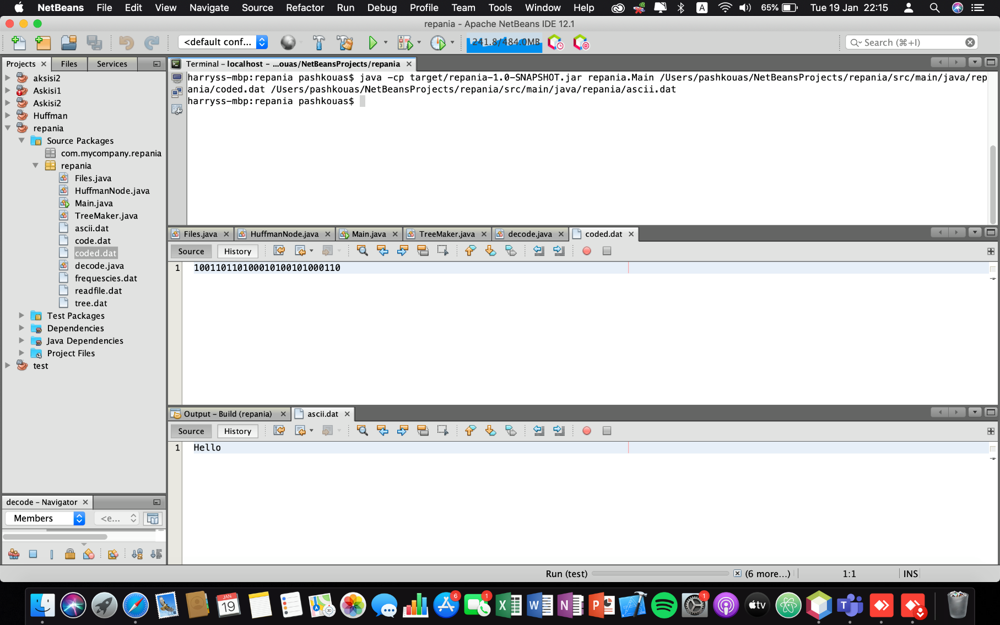 NetBeans File Edit View Navigate Source Refactor Run Debug Profile Team Tools Window Help A 65% Tue 19 Jan 22:15
repania - Apache NetBeans IDE 12.1
<default conf... 241.8/484.0MB Search (⌘+I)
Projects Files Services
aksisi2
Askisi1
Askisi2
Huffman
repania
Source Packages
com.mycompany.repania
repania
Files.java
HuffmanNode.java
Main.java
TreeMaker.java
ascii.dat
code.dat
coded.dat
decode.java
frequescies.dat
readfile.dat
tree.dat
Test Packages
Dependencies
Java Dependencies
Project Files
test
Terminal - localhost - ...ouas/NetBeansProjects/repania
harryss-mbp:repania pashkouas$ java -cp target/repania-1.0-SNAPSHOT.jar repania.Main /Users/pashkouas/NetBeansProjects/repania/src/main/java/rep
ania/coded.dat /Users/pashkouas/NetBeansProjects/repania/src/main/java/repania/ascii.dat
harryss-mbp:repania pashkouas$
Files.java HuffmanNode.java Main.java TreeMaker.java decode.java coded.dat
Source History
1 100110110100010100101000110
Output - Build (repania) ascii.dat
Source History
1 Hello
decode - Navigator
Members <e...
Run (test) (6 more...) 1:1 INS
JAN
19
30
6
1
X
W
N
P
1
tv
T